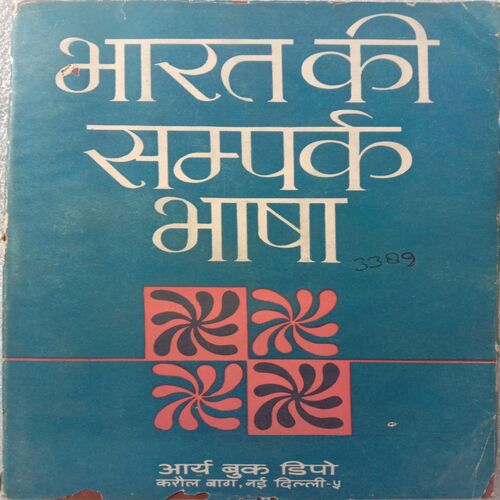 भारत की
सम्पर्क
भाषा
3389
आर्य बुक डिपो
करौल बाग, नई दिल्ली-५